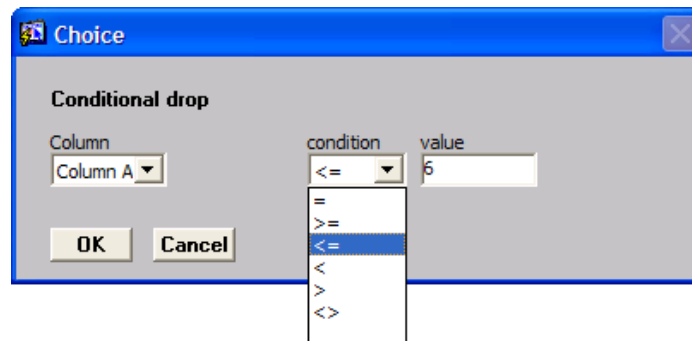 Choice
Conditional drop
Column condition value
Column A <= 6
=
>=
<=
<
>
<>
OK Cancel